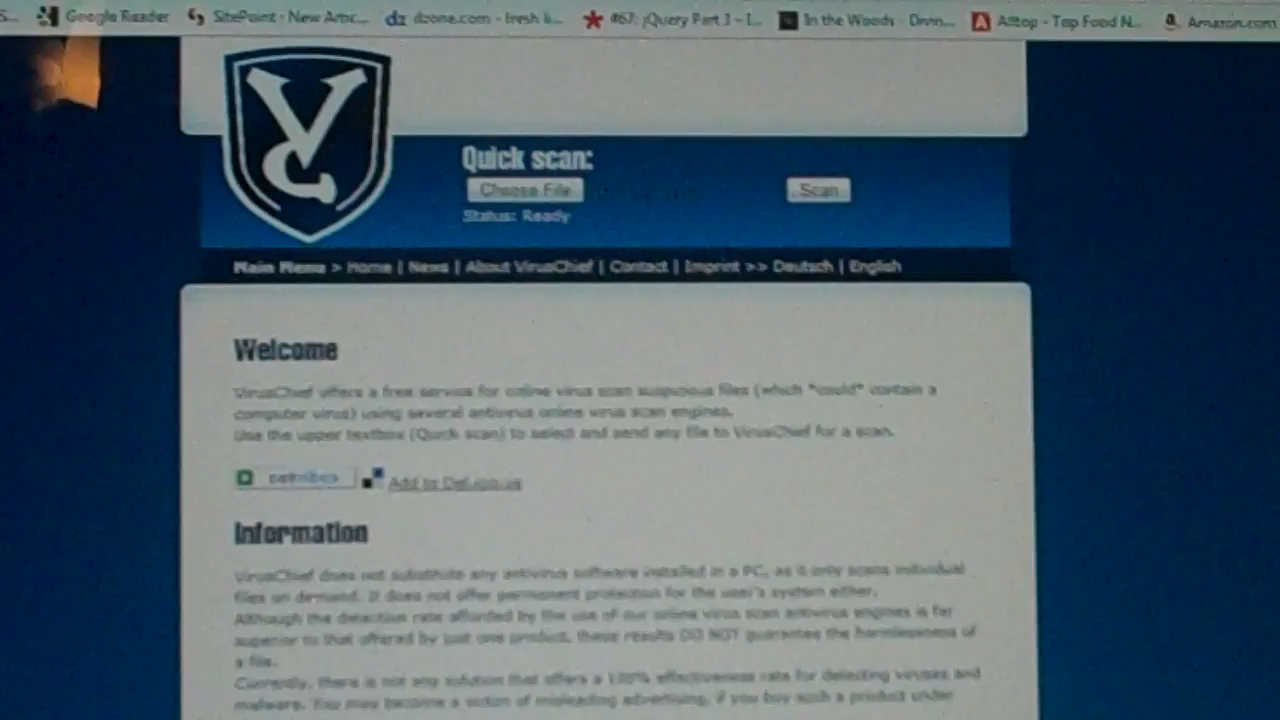 S... Google Reader SitePoint : New Artic... dzone.com - fresh li... #67: jQuery Part 3 - I... In the Woods - Divin... Alltop - Top Food N... Amazon.com
VC
Quick scan:
Choose File Scan
Status: Ready
Main Menu > Home | News | About VirusChief | Contact | Imprint >> Deutsch | English
Welcome
VirusChief offers a free service for online virus scan suspicious files (which "could" contain a
computer virus) using several antivirus online virus scan engines.
Use the upper textbox (Quick scan) to select and send any file to VirusChief for a scan.
netvibes Add to Del.icio.us
Information
VirusChief does not substitute any antivirus software installed in a PC, as it only scans individual
files on demand. It does not offer permanent protection for the user's system either.
Although the detection rate afforded by the use of our online virus scan antivirus engines is far
superior to that offered by just one product, these results DO NOT guarantee the harmlessness of
a file.
Currently, there is not any solution that offers a 100% effectiveness rate for detecting viruses and
malware. You may become a victim of misleading advertising, if you buy such a product under